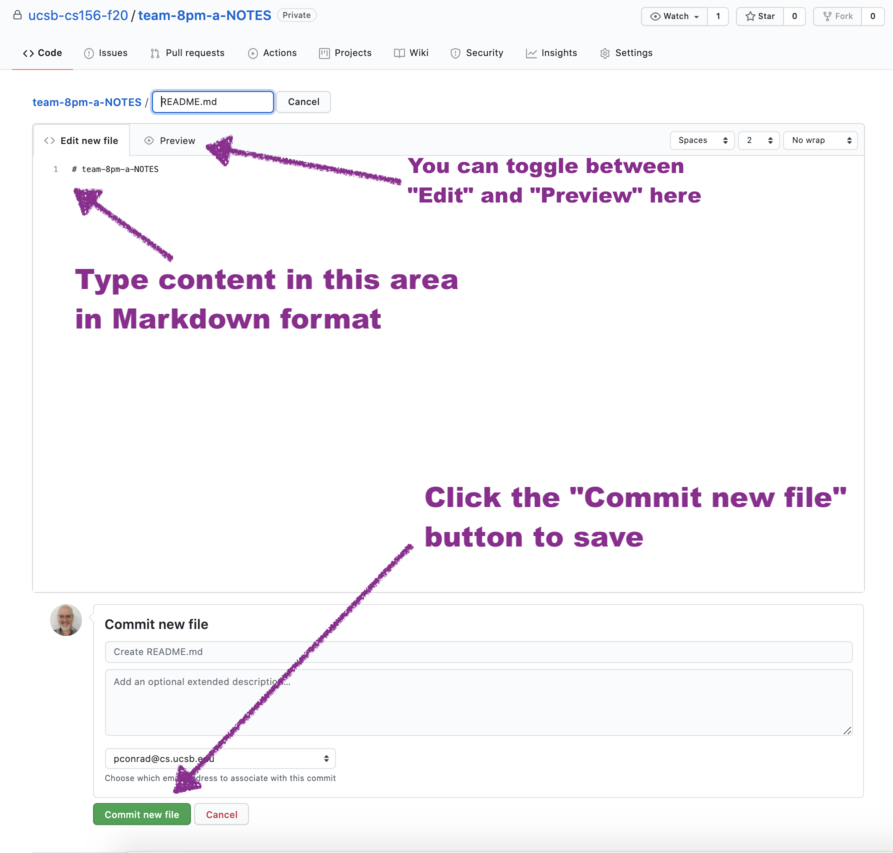 ucsb-cs156-f20 / team-8pm-a-NOTES Private
Watch 1 Star 0 Fork 0
Code Issues Pull requests Actions Projects Wiki Security Insights Settings
team-8pm-a-NOTES / README.md Cancel
Edit new file Preview Spaces 2 No wrap
1 # team-8pm-a-NOTES
You can toggle between
"Edit" and "Preview" here
Type content in this area
in Markdown format
Click the "Commit new file"
button to save
Commit new file
Create README.md
Add an optional extended description...
pconrad@cs.ucsb.edu
Choose which email address to associate with this commit
Commit new file Cancel